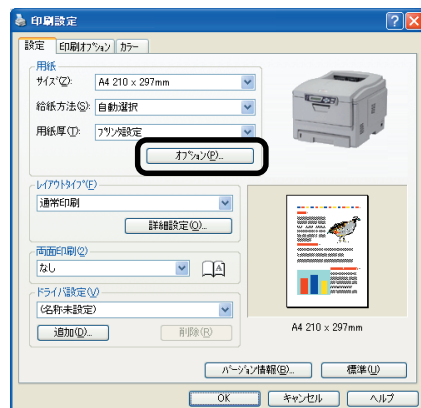 印刷設定
設定 印刷オプション カラー
用紙
サイズ(Z): A4 210 x 297mm
給紙方法(S): 自動選択
用紙厚(T): プリンタ設定
オプション(P)...
レイアウトタイプ(E)
通常印刷
詳細設定(O)...
両面印刷(2)
なし
ドライバ設定(V)
(名称未設定)
追加(D)...
削除(R)
A4 210 x 297mm
バージョン情報(B)...
標準(U)
OK
キャンセル
ヘルプ